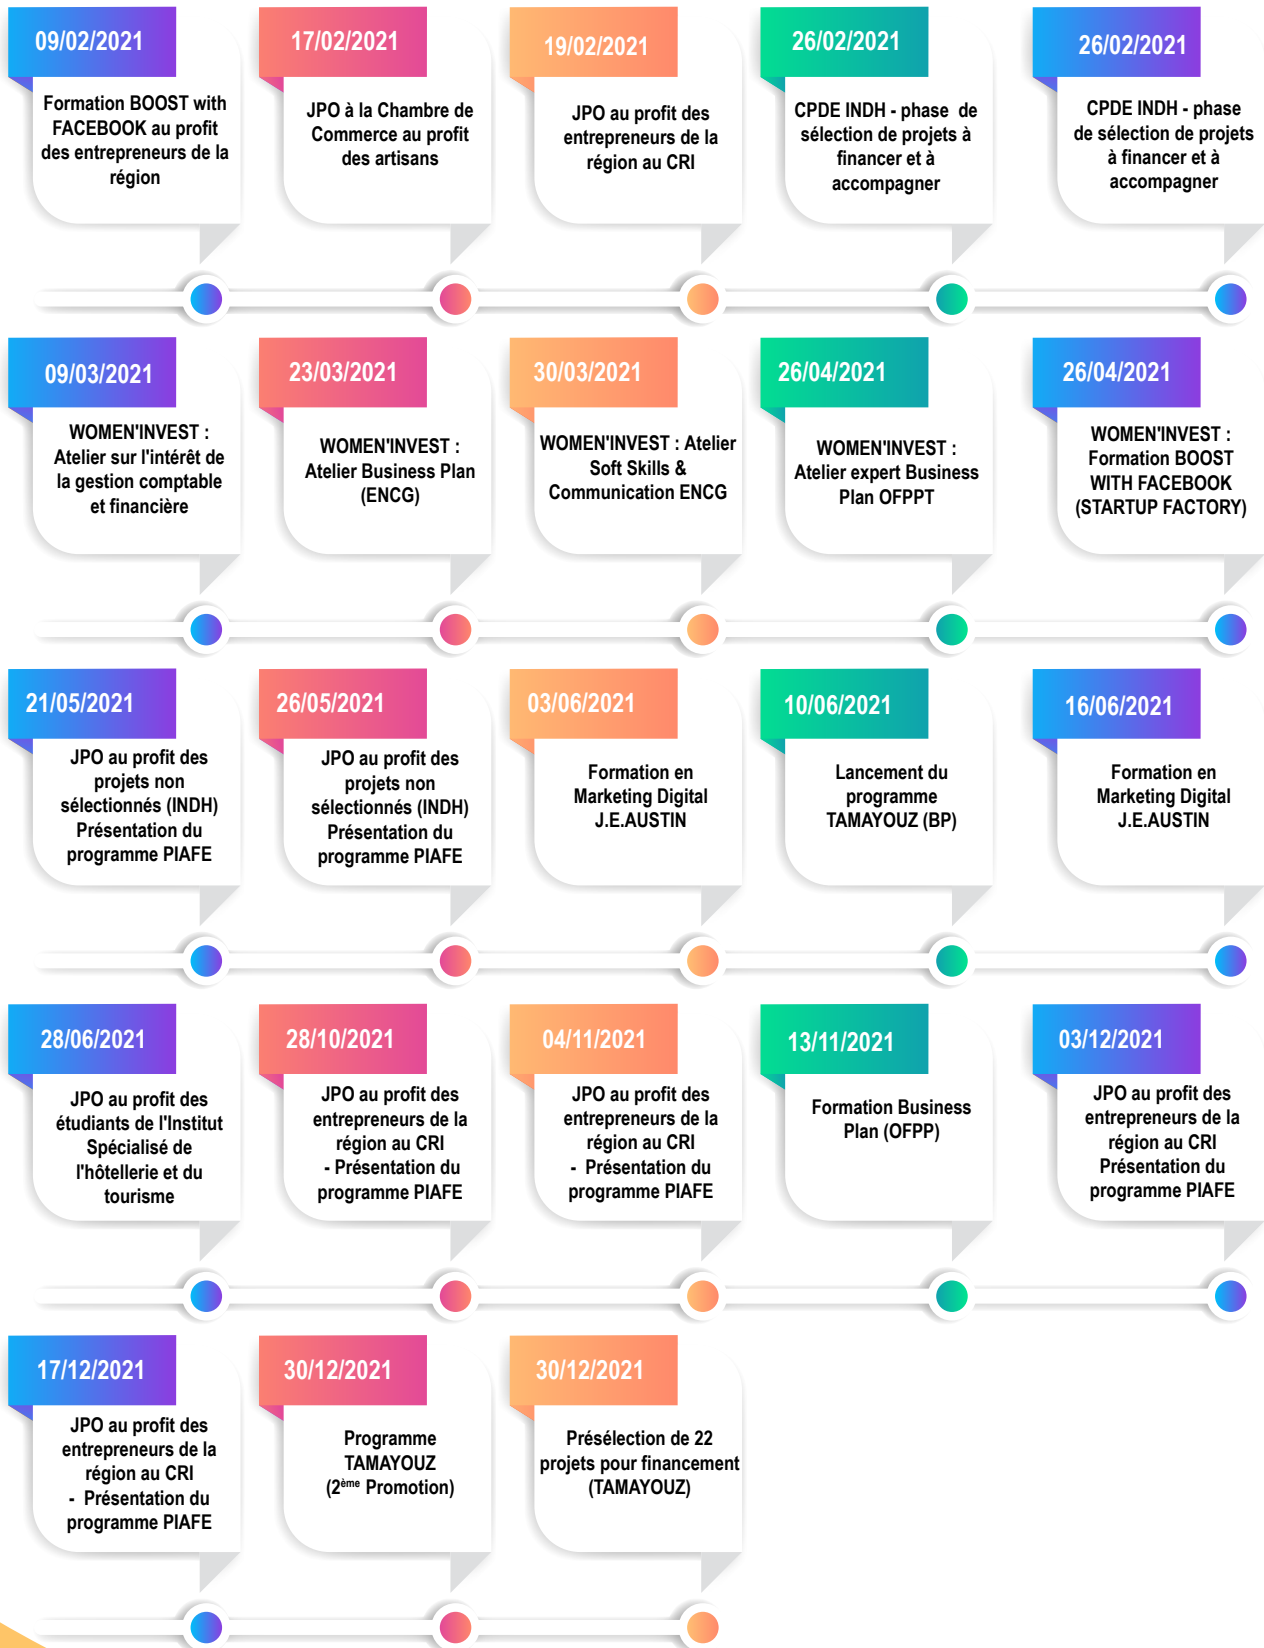 09/02/2021
Formation BOOST with
FACEBOOK au profit
des entrepreneurs de la
région
17/02/2021
JPO à la Chambre de
Commerce au profit
des artisans
19/02/2021
JPO au profit des
entrepreneurs de la
région au CRI
26/02/2021
CPDE INDH - phase de
sélection de projets à
financer et à
accompagner
26/02/2021
CPDE INDH - phase
de sélection de projets
à financer et à
accompagner
09/03/2021
WOMEN'INVEST :
Atelier sur l'intérêt de
la gestion comptable
et financière
23/03/2021
WOMEN'INVEST :
Atelier Business Plan
(ENCG)
30/03/2021
WOMEN'INVEST : Atelier
Soft Skills &
Communication ENCG
26/04/2021
WOMEN'INVEST :
Atelier expert Business
Plan OFPPT
26/04/2021
WOMEN'INVEST :
Formation BOOST
WITH FACEBOOK
(STARTUP FACTORY)
21/05/2021
JPO au profit des
projets non
sélectionnés (INDH)
Présentation du
programme PIAFE
26/05/2021
JPO au profit des
projets non
sélectionnés (INDH)
Présentation du
programme PIAFE
03/06/2021
Formation en
Marketing Digital
J.E.AUSTIN
10/06/2021
Lancement du
programme
TAMAYOUZ (BP)
16/06/2021
Formation en
Marketing Digital
J.E.AUSTIN
28/06/2021
JPO au profit des
étudiants de l'Institut
Spécialisé de
l'hôtellerie et du
tourisme
28/10/2021
JPO au profit des
entrepreneurs de la
région au CRI
- Présentation du
programme PIAFE
04/11/2021
JPO au profit des
entrepreneurs de la
région au CRI
- Présentation du
programme PIAFE
13/11/2021
Formation Business
Plan (OFPP)
03/12/2021
JPO au profit des
entrepreneurs de la
région au CRI
Présentation du
programme PIAFE
17/12/2021
JPO au profit des
entrepreneurs de la
région au CRI
- Présentation du
programme PIAFE
30/12/2021
Programme
TAMAYOUZ
(2ème Promotion)
30/12/2021
Présélection de 22
projets pour financement
(TAMAYOUZ)